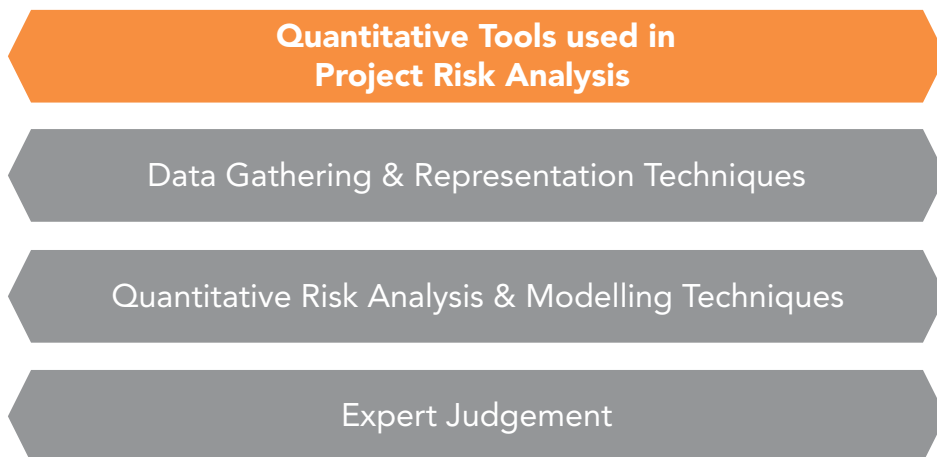 Quantitative Tools used in
Project Risk Analysis
Data Gathering & Representation Techniques
Quantitative Risk Analysis & Modelling Techniques
Expert Judgement